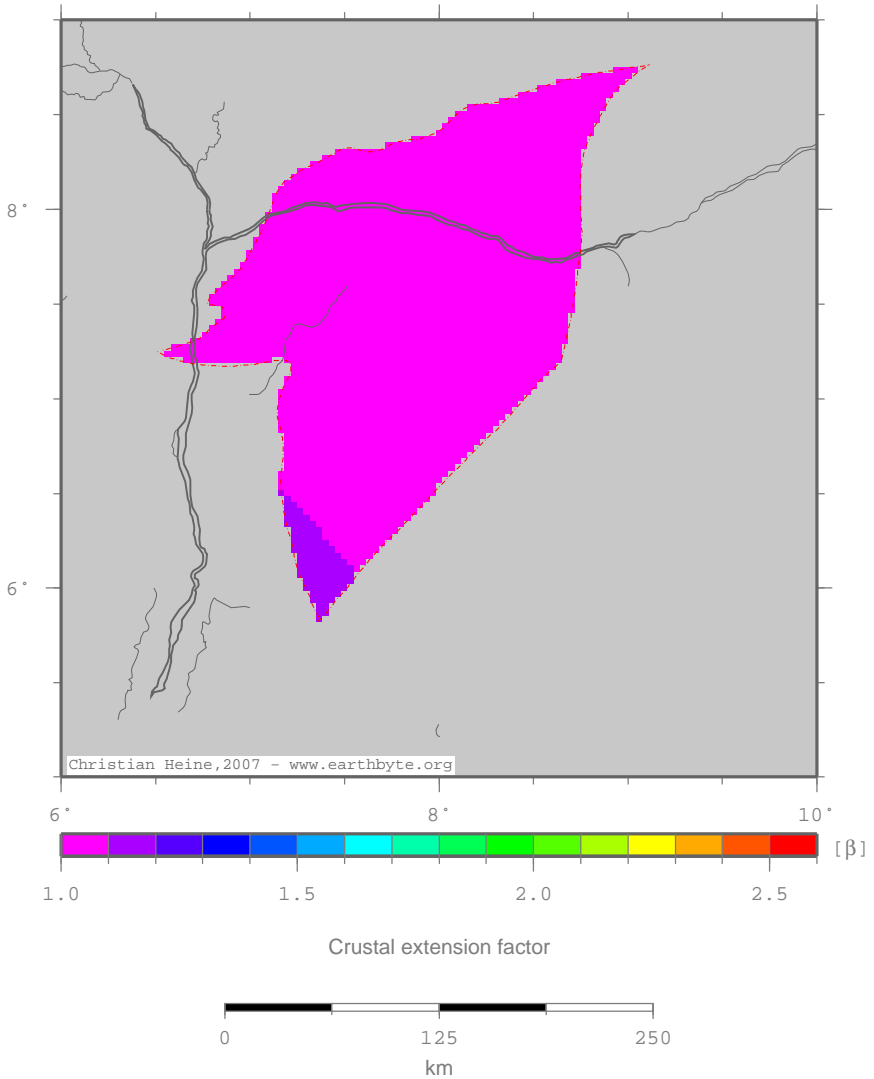 8°
6°
Christian Heine,2007 - www.earthbyte.org
6° 8° 10°
[β]
1.0 1.5 2.0 2.5
Crustal extension factor
0 125 250
km